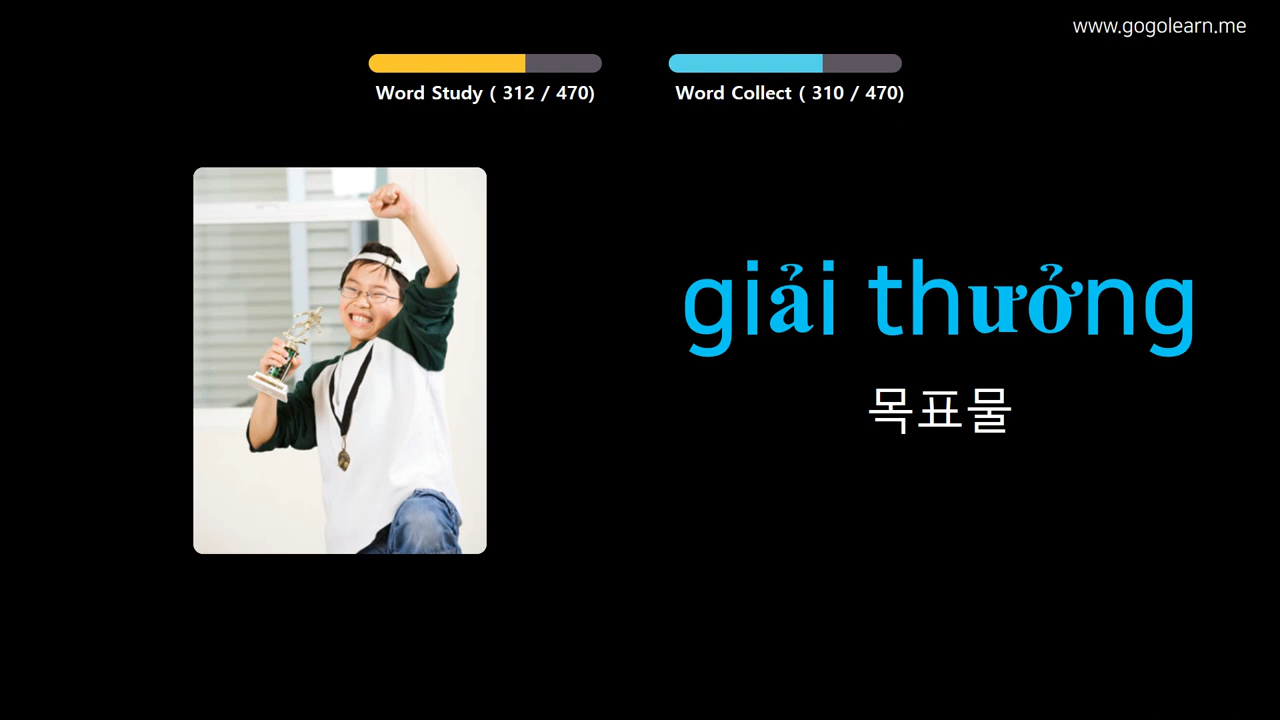 www.gogolearn.me
Word Study ( 312 / 470)
Word Collect ( 310 / 470)
giải thưởng
목표물